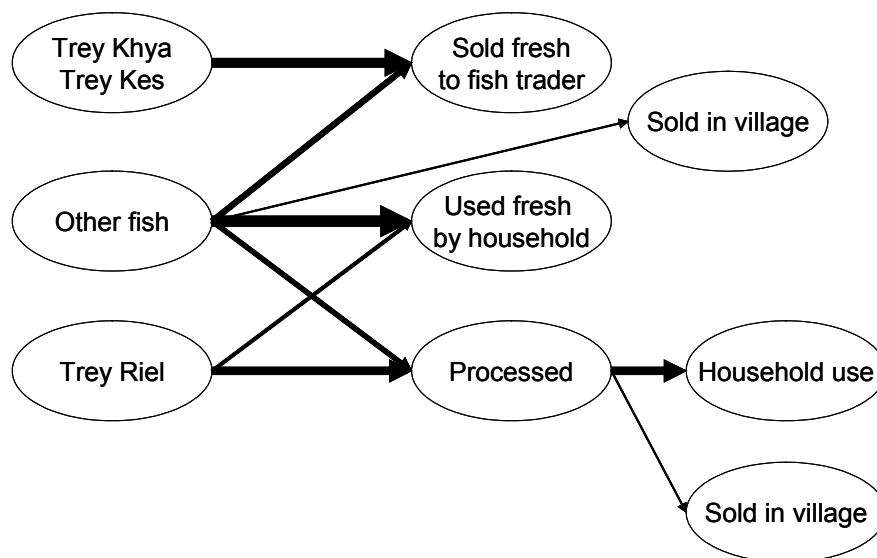 Trey Khya
Trey Kes
Sold fresh
to fish trader
Sold in village
Other fish
Used fresh
by household
Trey Riel
Processed
Household use
Sold in village